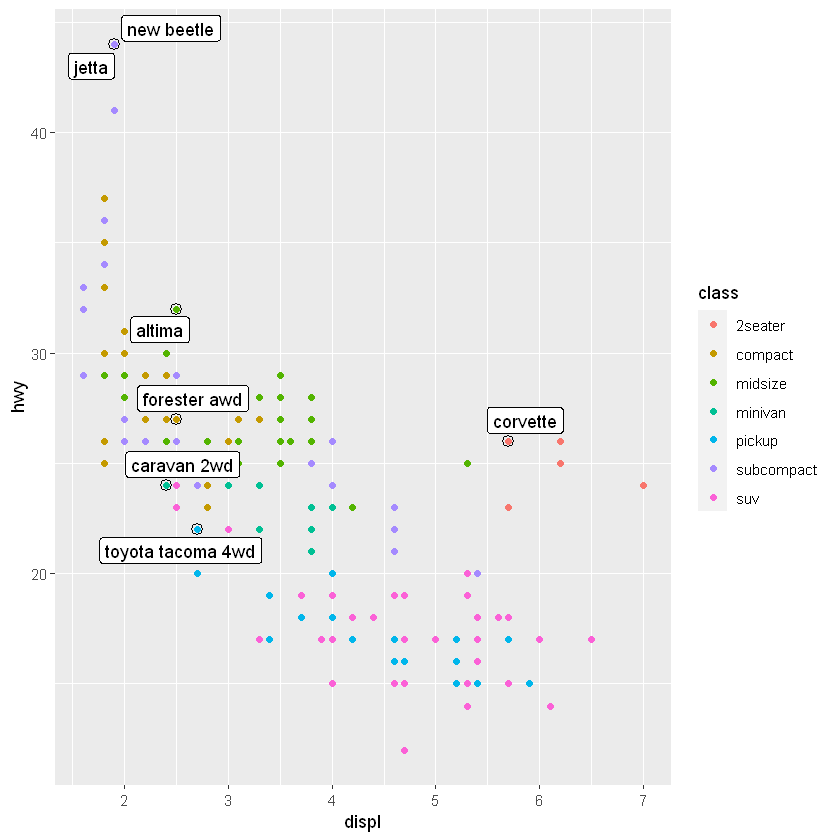 new beetle
jetta
40
altima
30
forester awd
corvette
caravan 2wd
toyota tacoma 4wd
20
hwy
2
3
4
5
6
7
displ
class
2seater
compact
midsize
minivan
pickup
subcompact
suv